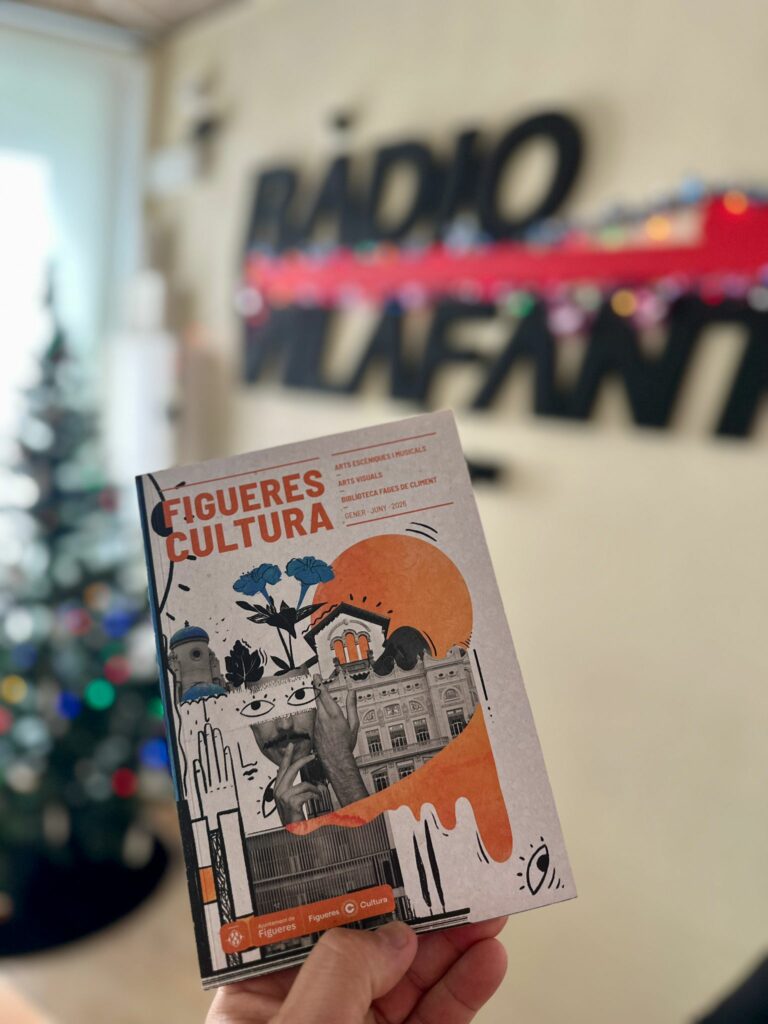 RÀDIO
VILAFANT
FIGUERES
CULTURA
ARTS ESCÈNIQUES I MUSICALS
ARTS VISUALS
BIBLIOTECA FAGES DE CLIMENT
GENER - JUNY - 2026
Ajuntament de
Figueres
Figueres C Cultura